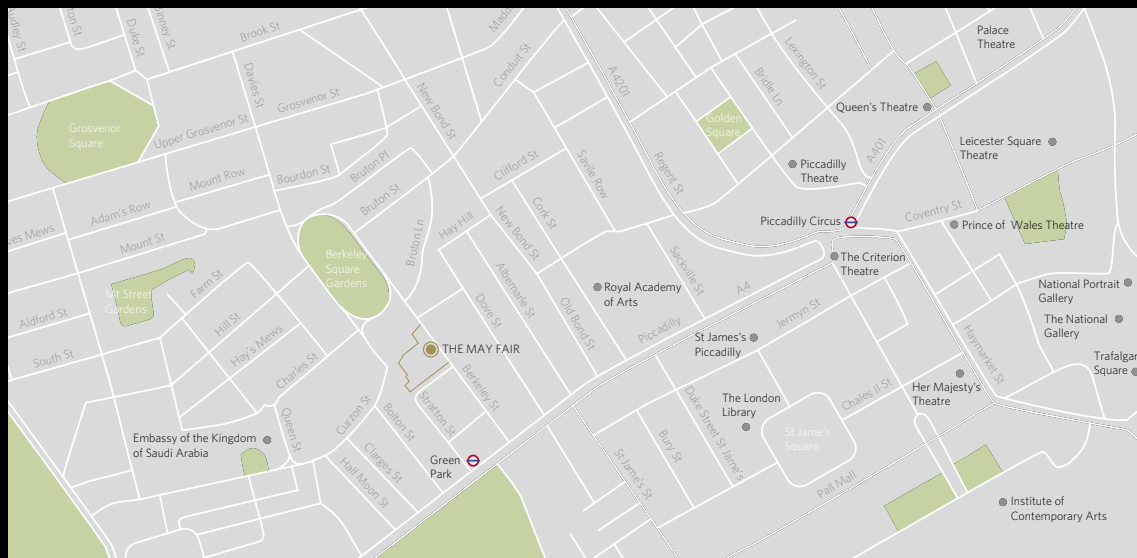 Duke St
Brook St
Conduit St
Palace
Theatre
Davies St
A4201
Lexington St
Bridle Ln
Grosvenor St
New Bond St
Queen's Theatre
Golden
Square
Grosvenor
Square
Upper Grosvenor St
Leicester Square
Theatre
A401
Clifford St
Savile Row
Regent St
Piccadilly
Theatre
Bourdon St
Bruton Pl
Mount Row
Bruton St
Adam's Row
Cork St
Coventry St
Piccadilly Circus
Prince of Wales Theatre
Hay Hill
New Bond St
Bruton Ln
Mount St
Berkeley
Square
Gardens
The Criterion
Theatre
Sackville St
Albemarle St
Farm St
Mt Street
Gardens
Royal Academy
of Arts
A4
National Portrait
Gallery
Aldford St
Hill St
Dove St
Old Bond St
Piccadilly
Jermyn St
The National
Gallery
Hay's Mews
St James's
Piccadilly
THE MAY FAIR
Haymarket St
South St
Charles St
Trafalgar
Square
Berkeley St
Her Majesty's
Theatre
Chales II St
The London
Library
Duke Street St Jame's
Curzon St
Bolton St
Stratton St
Queen St
St Jame's
Square
Embassy of the Kingdom
of Saudi Arabia
Bury St
Clarges St
Green
Park
Half Moon St
St Jame's St
Pall Mall
Institute of
Contemporary Arts